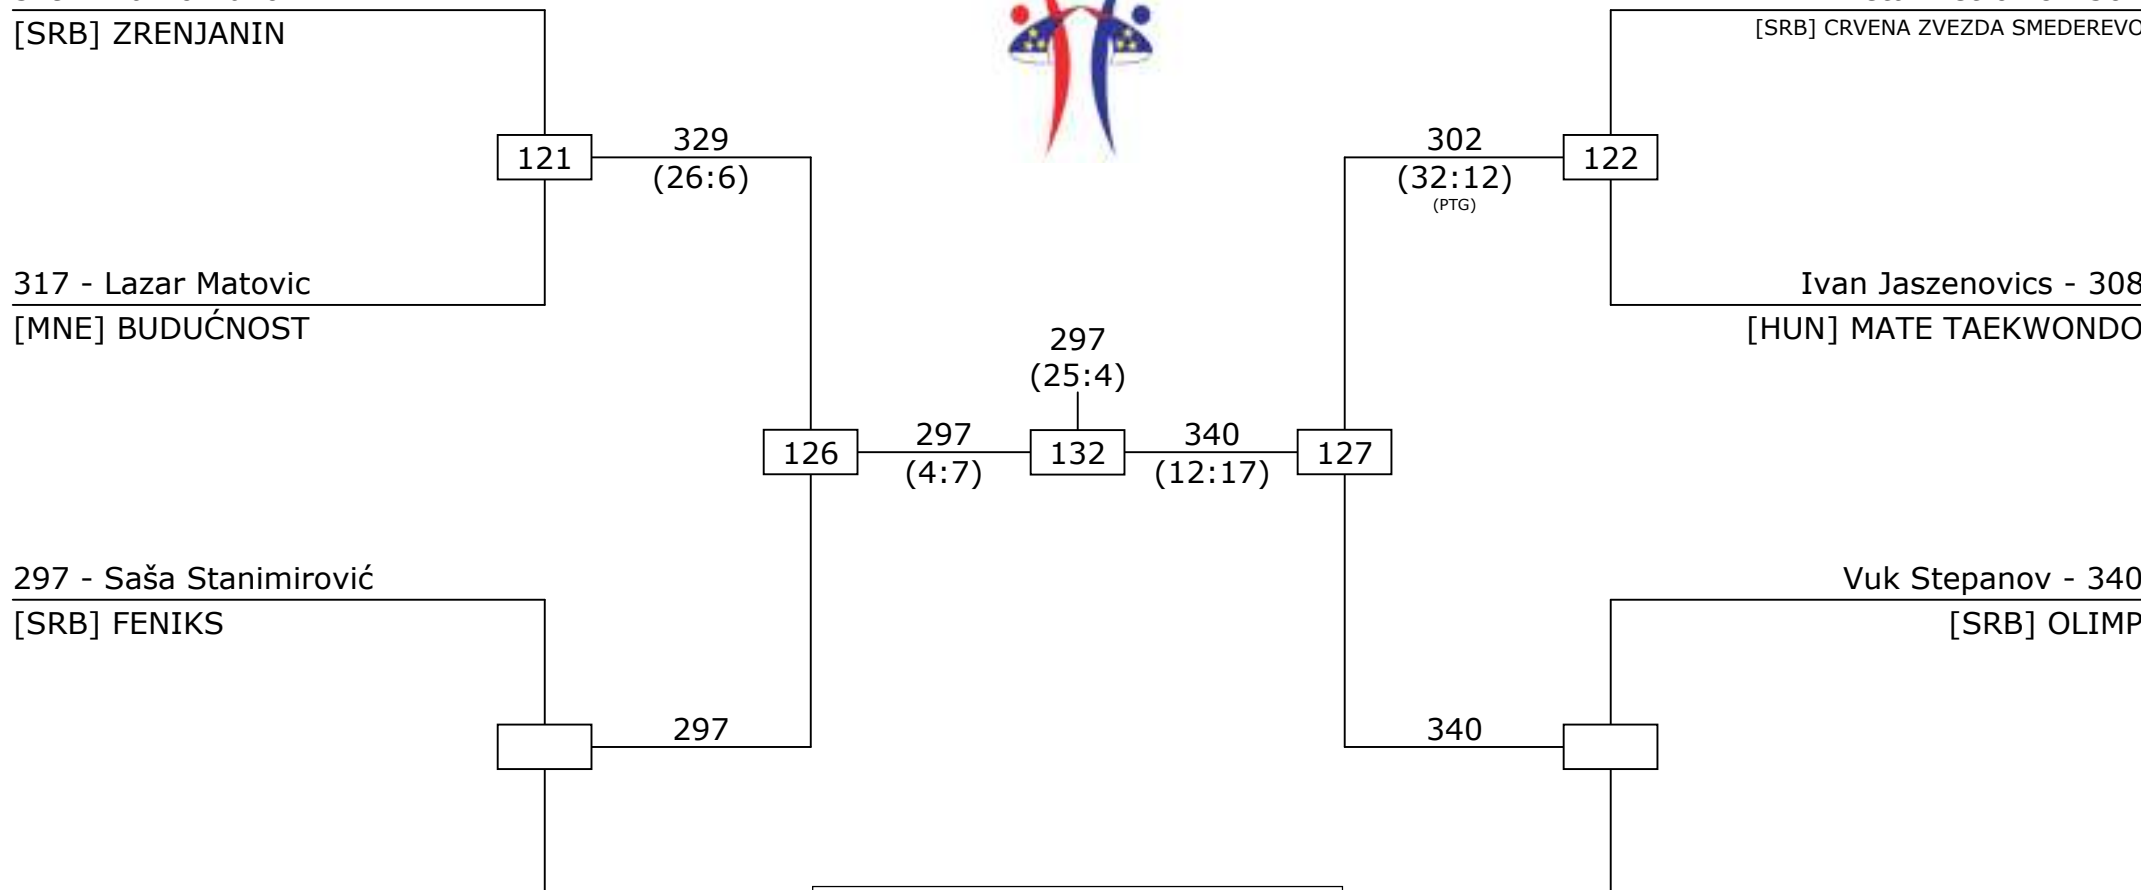 [SRB] ZRENJANIN
[SRB] CRVENA ZVEZDA SMEDEREVO
121
329
(26:6)
302
(32:12)
(PTG)
122
317 - Lazar Matovic
[MNE] BUDUĆNOST
Ivan Jaszenovics - 308
[HUN] MATE TAEKWONDO
297
(25:4)
126
297
(4:7)
132
340
(12:17)
127
297 - Saša Stanimirović
[SRB] FENIKS
Vuk Stepanov - 340
[SRB] OLIMP
297
340